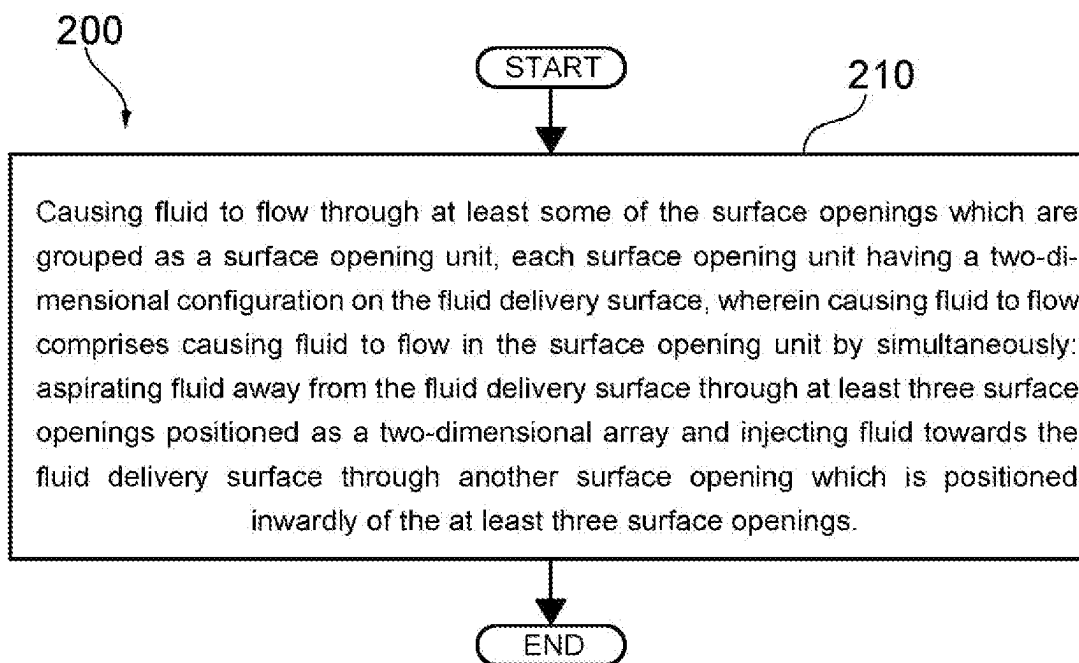 200
START
210
Causing fluid to flow through at least some of the surface openings which are
grouped as a surface opening unit, each surface opening unit having a two-di-
mensional configuration on the fluid delivery surface, wherein causing fluid to flow
comprises causing fluid to flow in the surface opening unit by simultaneously:
aspirating fluid away from the fluid delivery surface through at least three surface
openings positioned as a two-dimensional array and injecting fluid towards the
fluid delivery surface through another surface opening which is positioned
inwardly of the at least three surface openings.
END